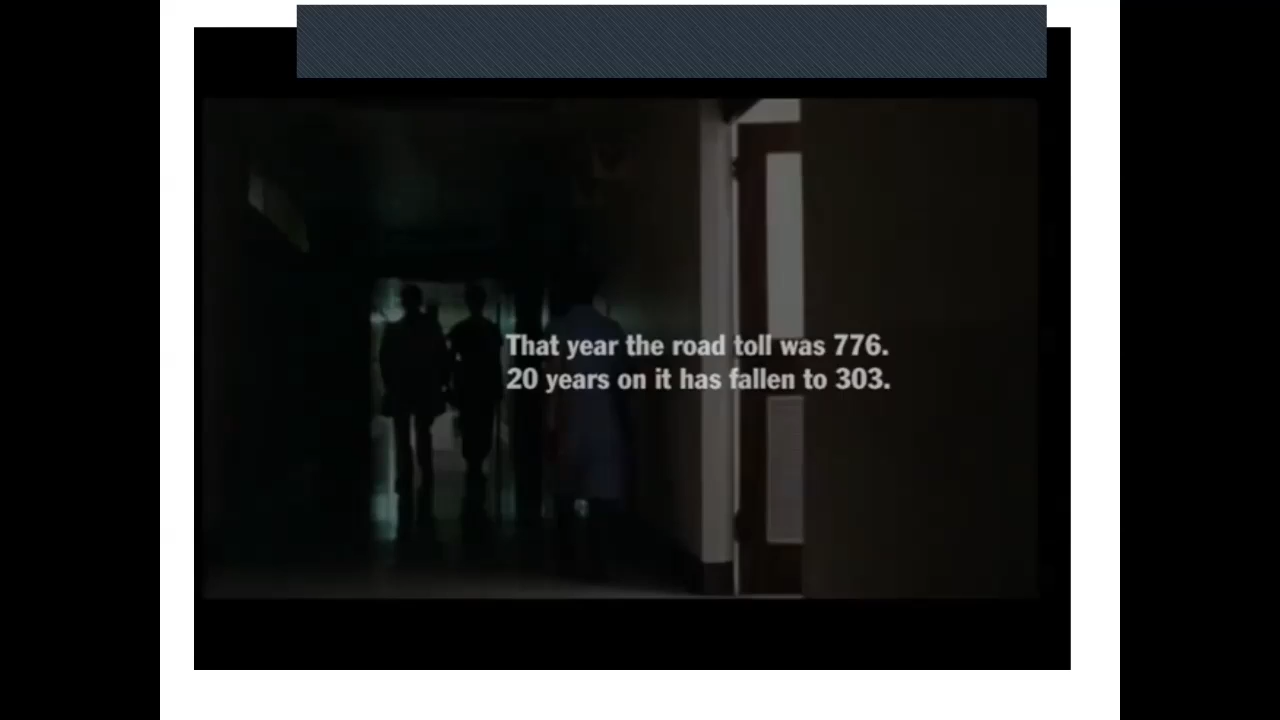 That year the road toll was 776.
20 years on it has fallen to 303.